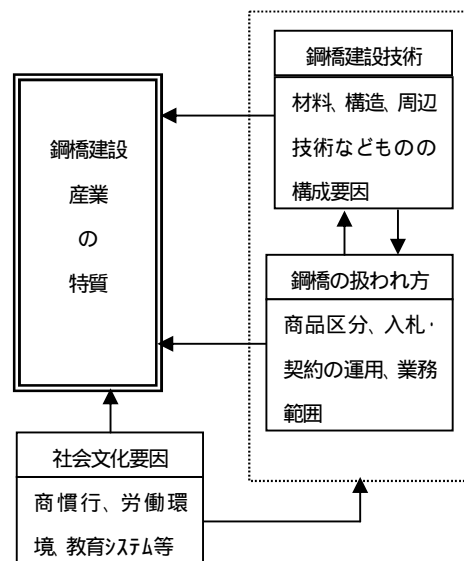 鋼橋建設
産業
の
特質
鋼橋建設技術
材料、構造、周辺
技術などものの
構成要因
鋼橋の扱われ方
商品区分、入札・
契約の運用、業務
範囲
社会文化要因
商慣行、労働環
境、教育システム等